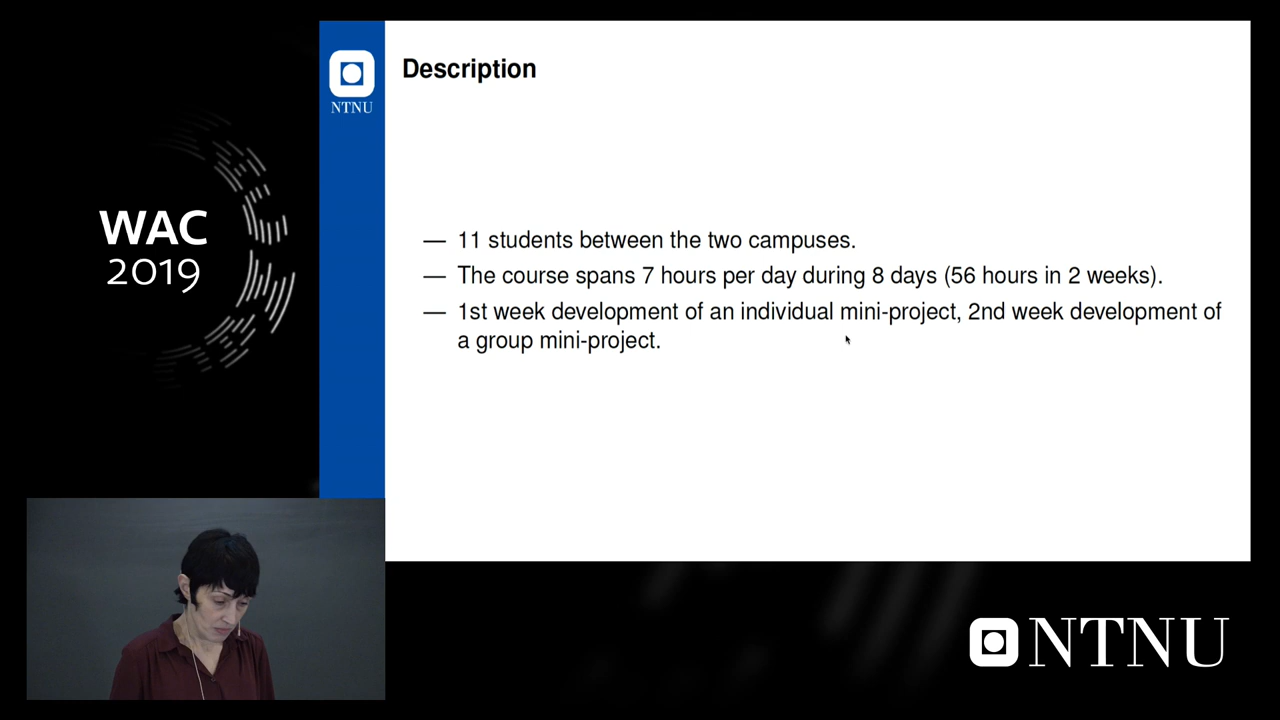 NTNU
Description
WAC
2019
— 11 students between the two campuses.
— The course spans 7 hours per day during 8 days (56 hours in 2 weeks).
— 1st week development of an individual mini-project, 2nd week development of
a group mini-project.
NTNU